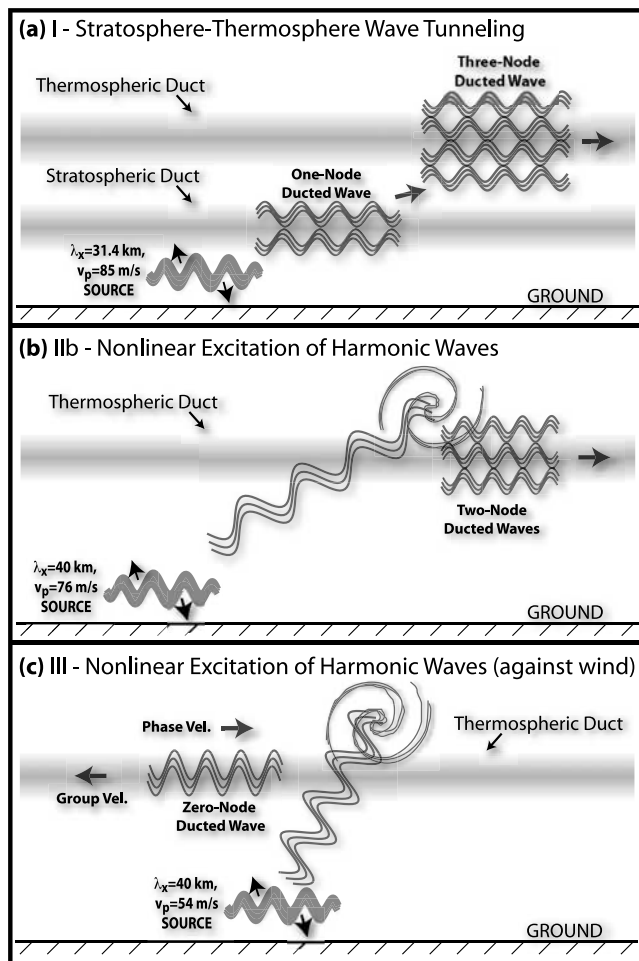 (a) I - Stratosphere-Thermosphere Wave Tunneling
Three-Node
Ducted Wave
Thermospheric Duct
Stratospheric Duct
One-Node
Ducted Wave
λx=31.4 km,
vp=85 m/s
SOURCE
GROUND
(b) IIb - Nonlinear Excitation of Harmonic Waves
Thermospheric Duct
Two-Node
Ducted Waves
λx=40 km,
vp=76 m/s
SOURCE
GROUND
(c) III - Nonlinear Excitation of Harmonic Waves (against wind)
Phase Vel.
Thermospheric Duct
Group Vel.
Zero-Node
Ducted Wave
λx=40 km,
vp=54 m/s
SOURCE
GROUND